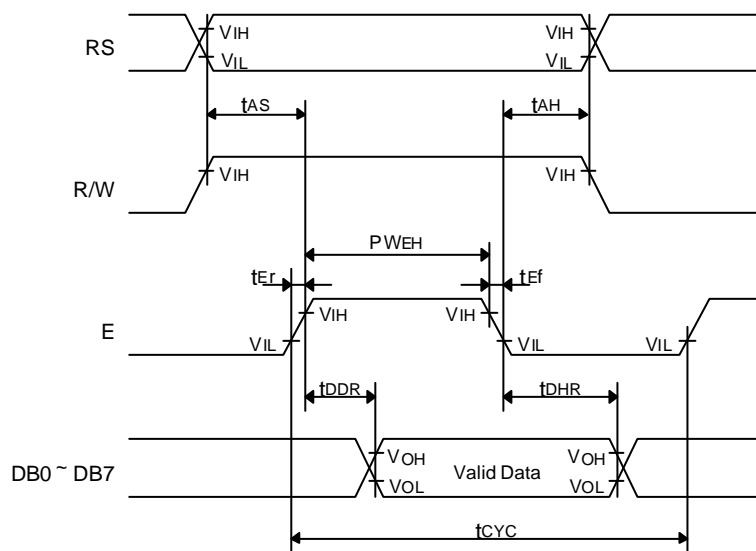 RS VIH VIH
VIL VIL
tAS tAH
R/W VIH VIH
PWEH
tEr tEf
E VIH VIH
VIL VIL VIL
tDDR tDHR
DB0 ~ DB7 VOH Valid Data VOH
VOL VOL
tCYC